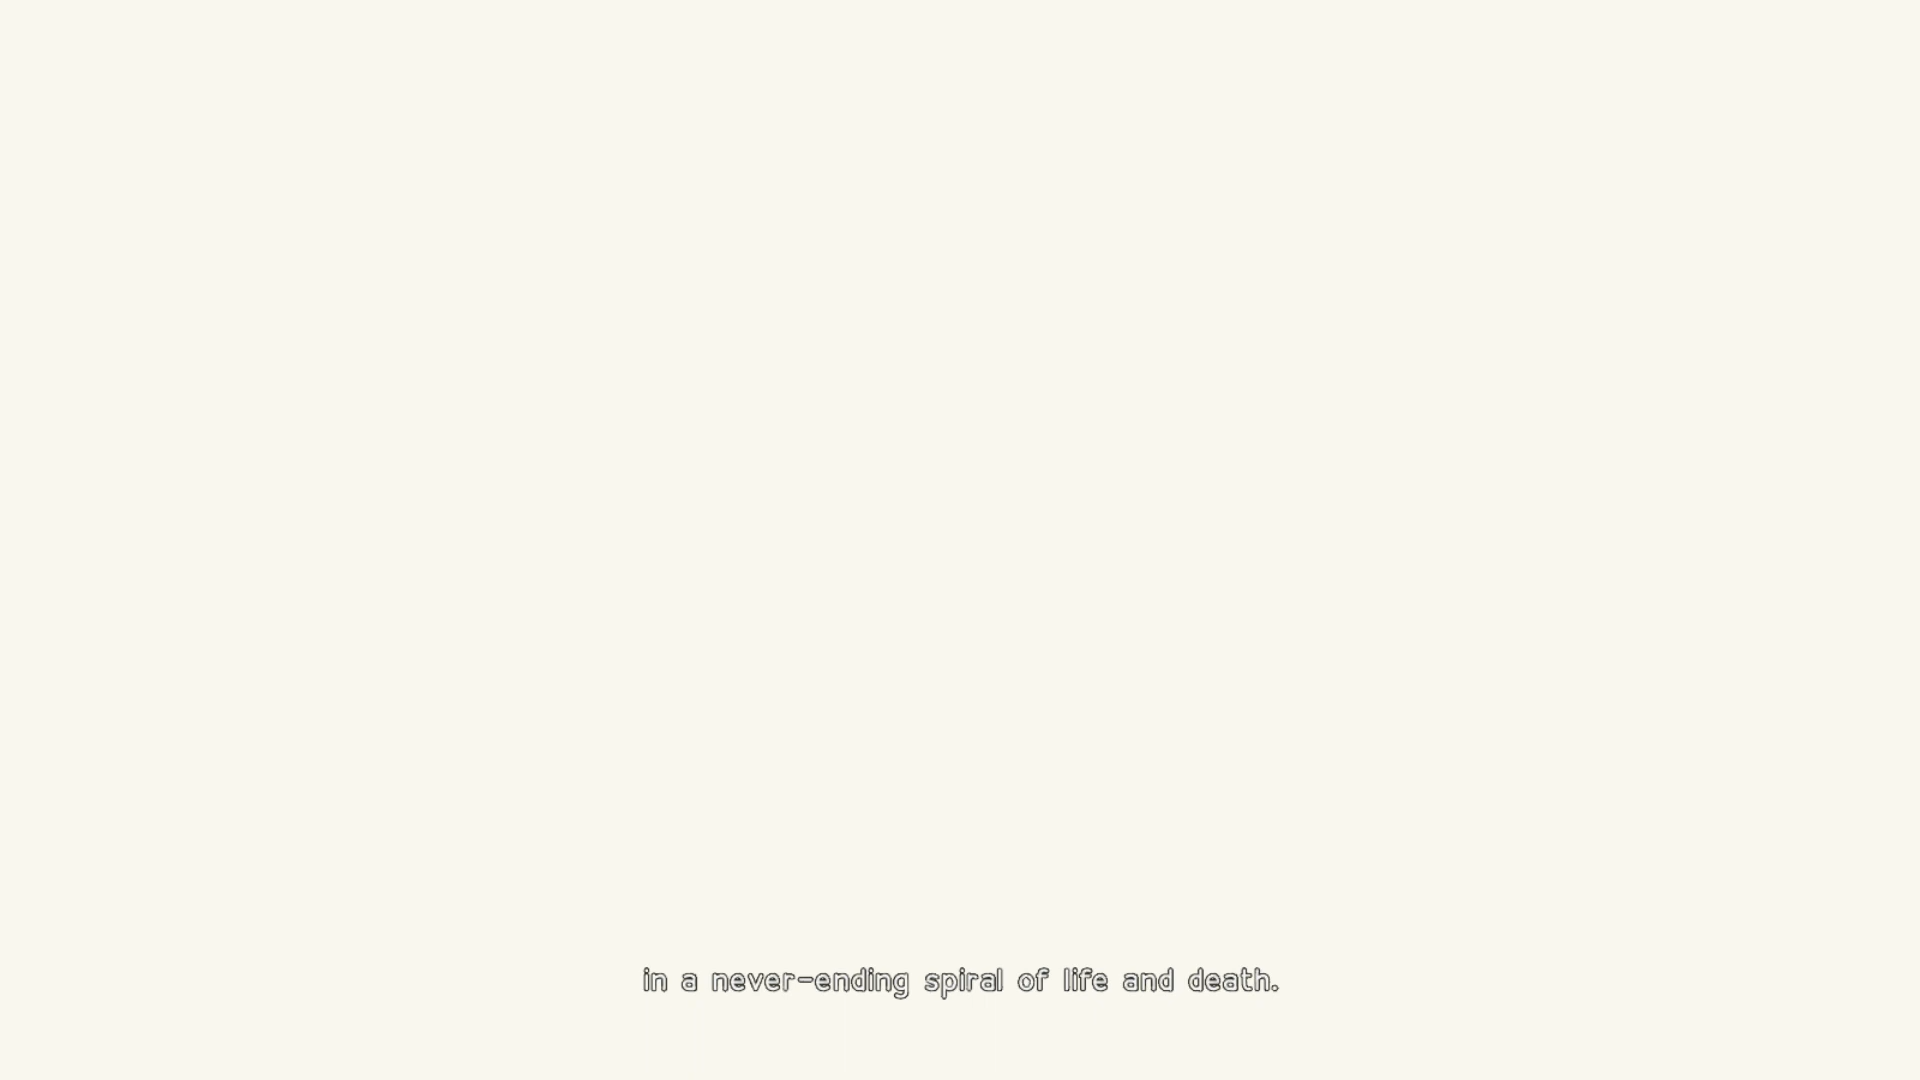 in a never-ending spiral of life and death.